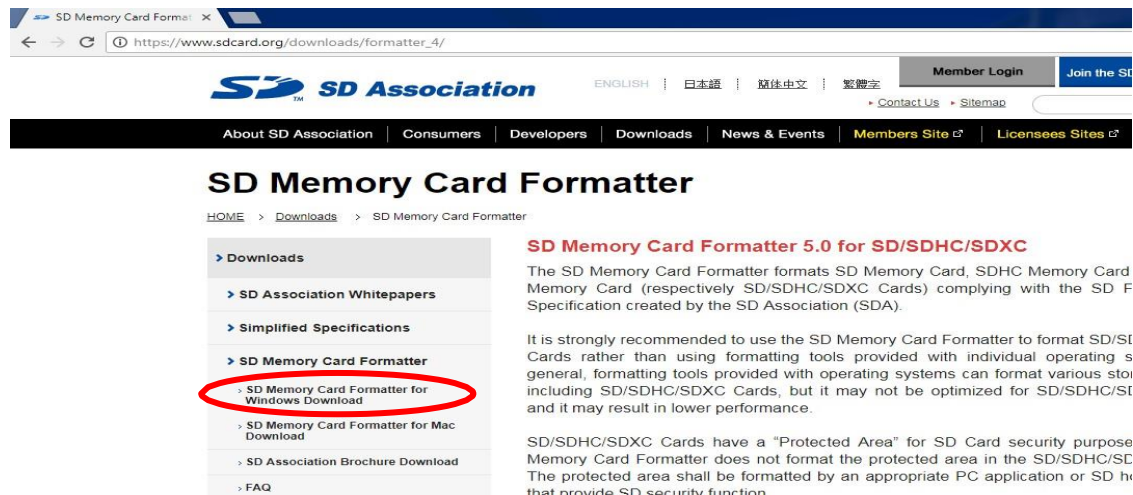 SD Memory Card Format
https://www.sdcard.org/downloads/formatter_4/
SD Association
TM
ENGLISH
日本語
簡体中文
繁體字
Member Login
Join the SD
Contact Us
Sitemap
About SD Association
Consumers
Developers
Downloads
News & Events
Members Site
Licensees Sites
SD Memory Card Formatter
HOME > Downloads > SD Memory Card Formatter
> Downloads
> SD Association Whitepapers
> Simplified Specifications
> SD Memory Card Formatter
> SD Memory Card Formatter for
Windows Download
> SD Memory Card Formatter for Mac
Download
> SD Association Brochure Download
> FAQ
SD Memory Card Formatter 5.0 for SD/SDHC/SDXC
The SD Memory Card Formatter formats SD Memory Card, SDHC Memory Card
Memory Card (respectively SD/SDHC/SDXC Cards) complying with the SD F
Specification created by the SD Association (SDA).
It is strongly recommended to use the SD Memory Card Formatter to format SD/SD
Cards rather than using formatting tools provided with individual operating s
general, formatting tools provided with operating systems can format various stor
including SD/SDHC/SDXC Cards, but it may not be optimized for SD/SDHC/SD
and it may result in lower performance.
SD/SDHC/SDXC Cards have a “Protected Area” for SD Card security purpose
Memory Card Formatter does not format the protected area in the SD/SDHC/SD
The protected area shall be formatted by an appropriate PC application or SD ho
that provide SD security function